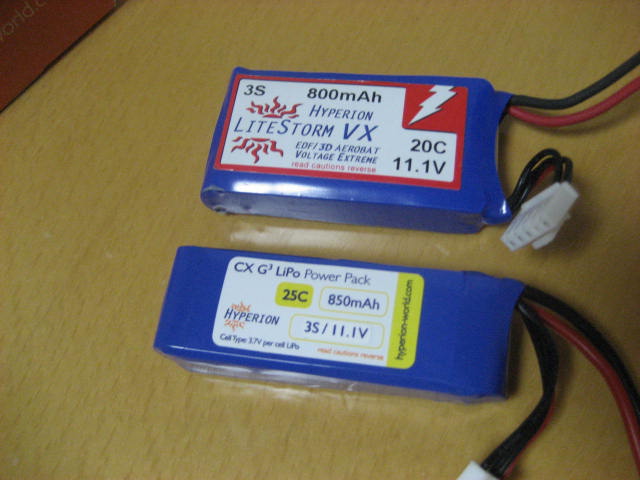 world.c
3S
800mAh
HYPERION
LITESTORM VX
EDF/3D AEROBAT
VOLTAGE EXTREME
read cautions reverse
20C
11.1V
CX G³ LiPo Power Pack
25C
850mAh
HYPERION
3S/11.1V
Cell Type: 3.7V per cell LiPo
read cautions reverse
hyperion-world.com